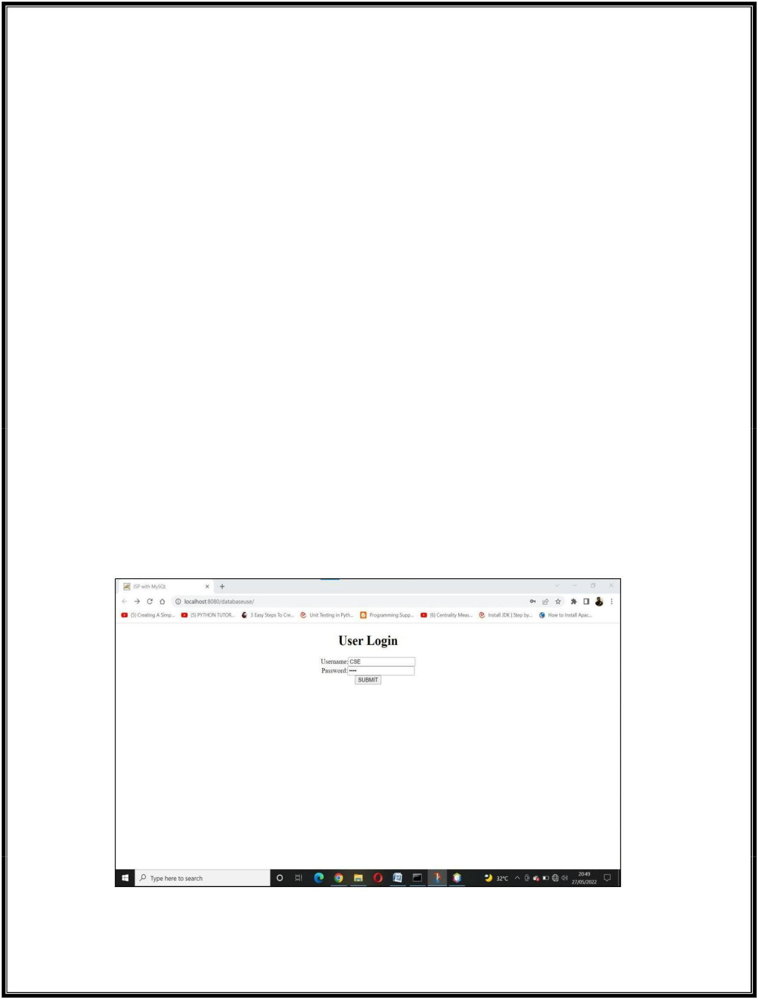 JSP with MySQL
localhost:8080/databaseuse/
(5) Creating A Simp... (5) PYTHON TUTOR... 3 Easy Steps To Cre... Unit Testing in Pyth... Programming Supp... (6) Centrality Meas... Install JDK | Step by... How to Install Apac...
User Login
Username: CSE
Password: ••••
SUBMIT
Type here to search 32°C 20:49
27/05/2022